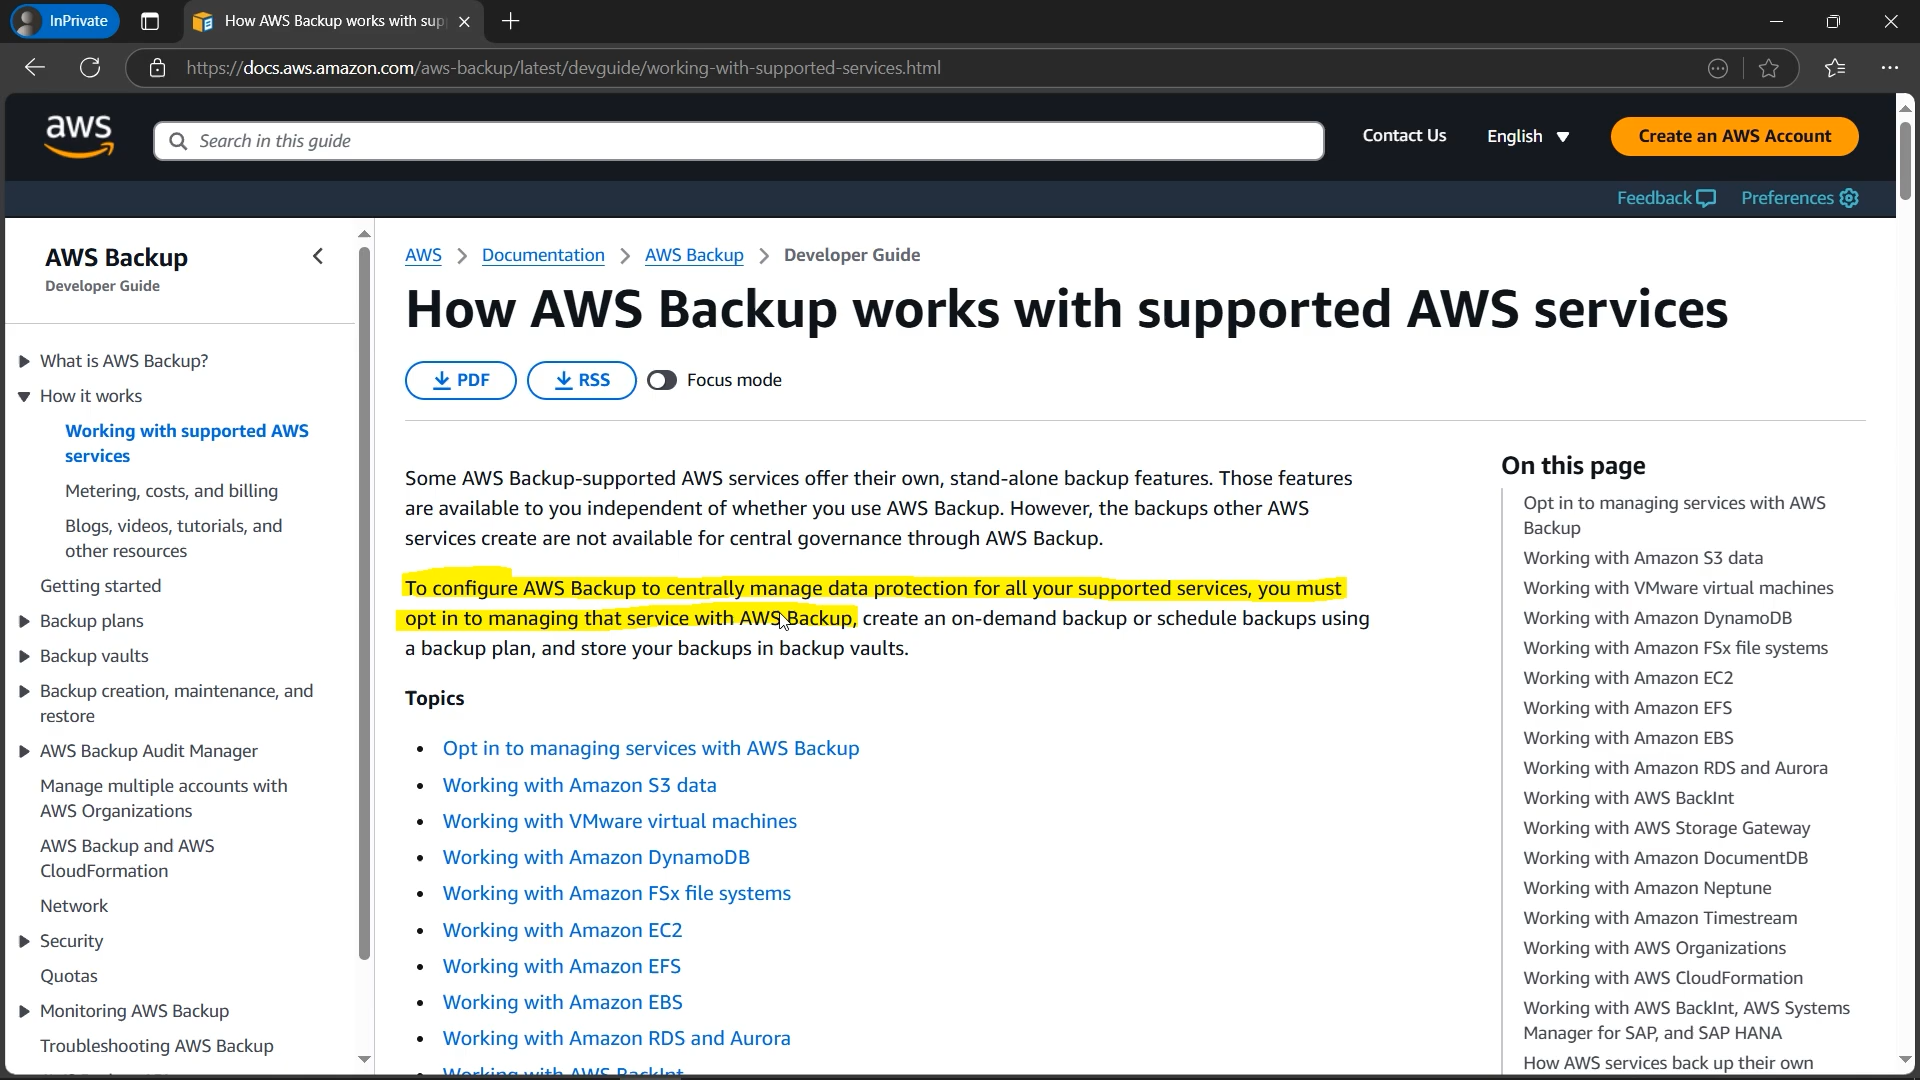 InPrivate
How AWS Backup works with sup
https://docs.aws.amazon.com/aws-backup/latest/devguide/working-with-supported-services.html
aws
Search in this guide
Contact Us
English
Create an AWS Account
Feedback
Preferences
AWS Backup
Developer Guide
What is AWS Backup?
How it works
Working with supported AWS
services
Metering, costs, and billing
Blogs, videos, tutorials, and
other resources
Getting started
Backup plans
Backup vaults
Backup creation, maintenance, and
restore
AWS Backup Audit Manager
Manage multiple accounts with
AWS Organizations
AWS Backup and AWS
CloudFormation
Network
Security
Quotas
Monitoring AWS Backup
Troubleshooting AWS Backup
AWS > Documentation > AWS Backup > Developer Guide
How AWS Backup works with supported AWS services
PDF
RSS
Focus mode
Some AWS Backup-supported AWS services offer their own, stand-alone backup features. Those features
are available to you independent of whether you use AWS Backup. However, the backups other AWS
services create are not available for central governance through AWS Backup.
To configure AWS Backup to centrally manage data protection for all your supported services, you must
opt in to managing that service with AWS Backup, create an on-demand backup or schedule backups using
a backup plan, and store your backups in backup vaults.
Topics
• Opt in to managing services with AWS Backup
• Working with Amazon S3 data
• Working with VMware virtual machines
• Working with Amazon DynamoDB
• Working with Amazon FSx file systems
• Working with Amazon EC2
• Working with Amazon EFS
• Working with Amazon EBS
• Working with Amazon RDS and Aurora
• Working with AWS BackInt
On this page
Opt in to managing services with AWS
Backup
Working with Amazon S3 data
Working with VMware virtual machines
Working with Amazon DynamoDB
Working with Amazon FSx file systems
Working with Amazon EC2
Working with Amazon EFS
Working with Amazon EBS
Working with Amazon RDS and Aurora
Working with AWS BackInt
Working with AWS Storage Gateway
Working with Amazon DocumentDB
Working with Amazon Neptune
Working with Amazon Timestream
Working with AWS Organizations
Working with AWS CloudFormation
Working with AWS BackInt, AWS Systems
Manager for SAP, and SAP HANA
How AWS services back up their own